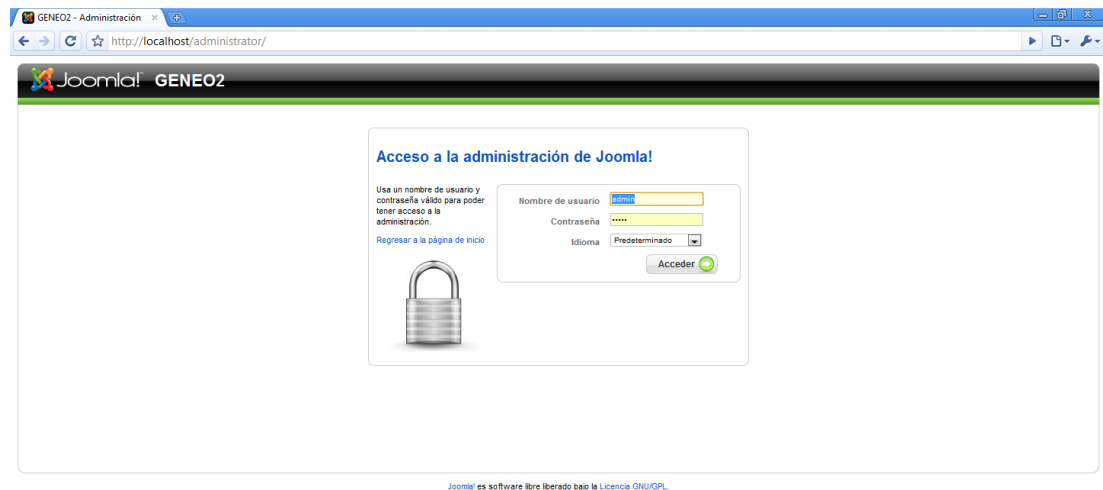 GENEO2 - Administración
http://localhost/administrator/
Joomla! GENEO2
Acceso a la administración de Joomla!
Usa un nombre de usuario y
contraseña válido para poder
tener acceso a la
administración.
Regresar a la página de inicio
Nombre de usuario admin
Contraseña •••••
Idioma Predeterminado
Acceder
Joomla! es software libre liberado bajo la Licencia GNU/GPL.